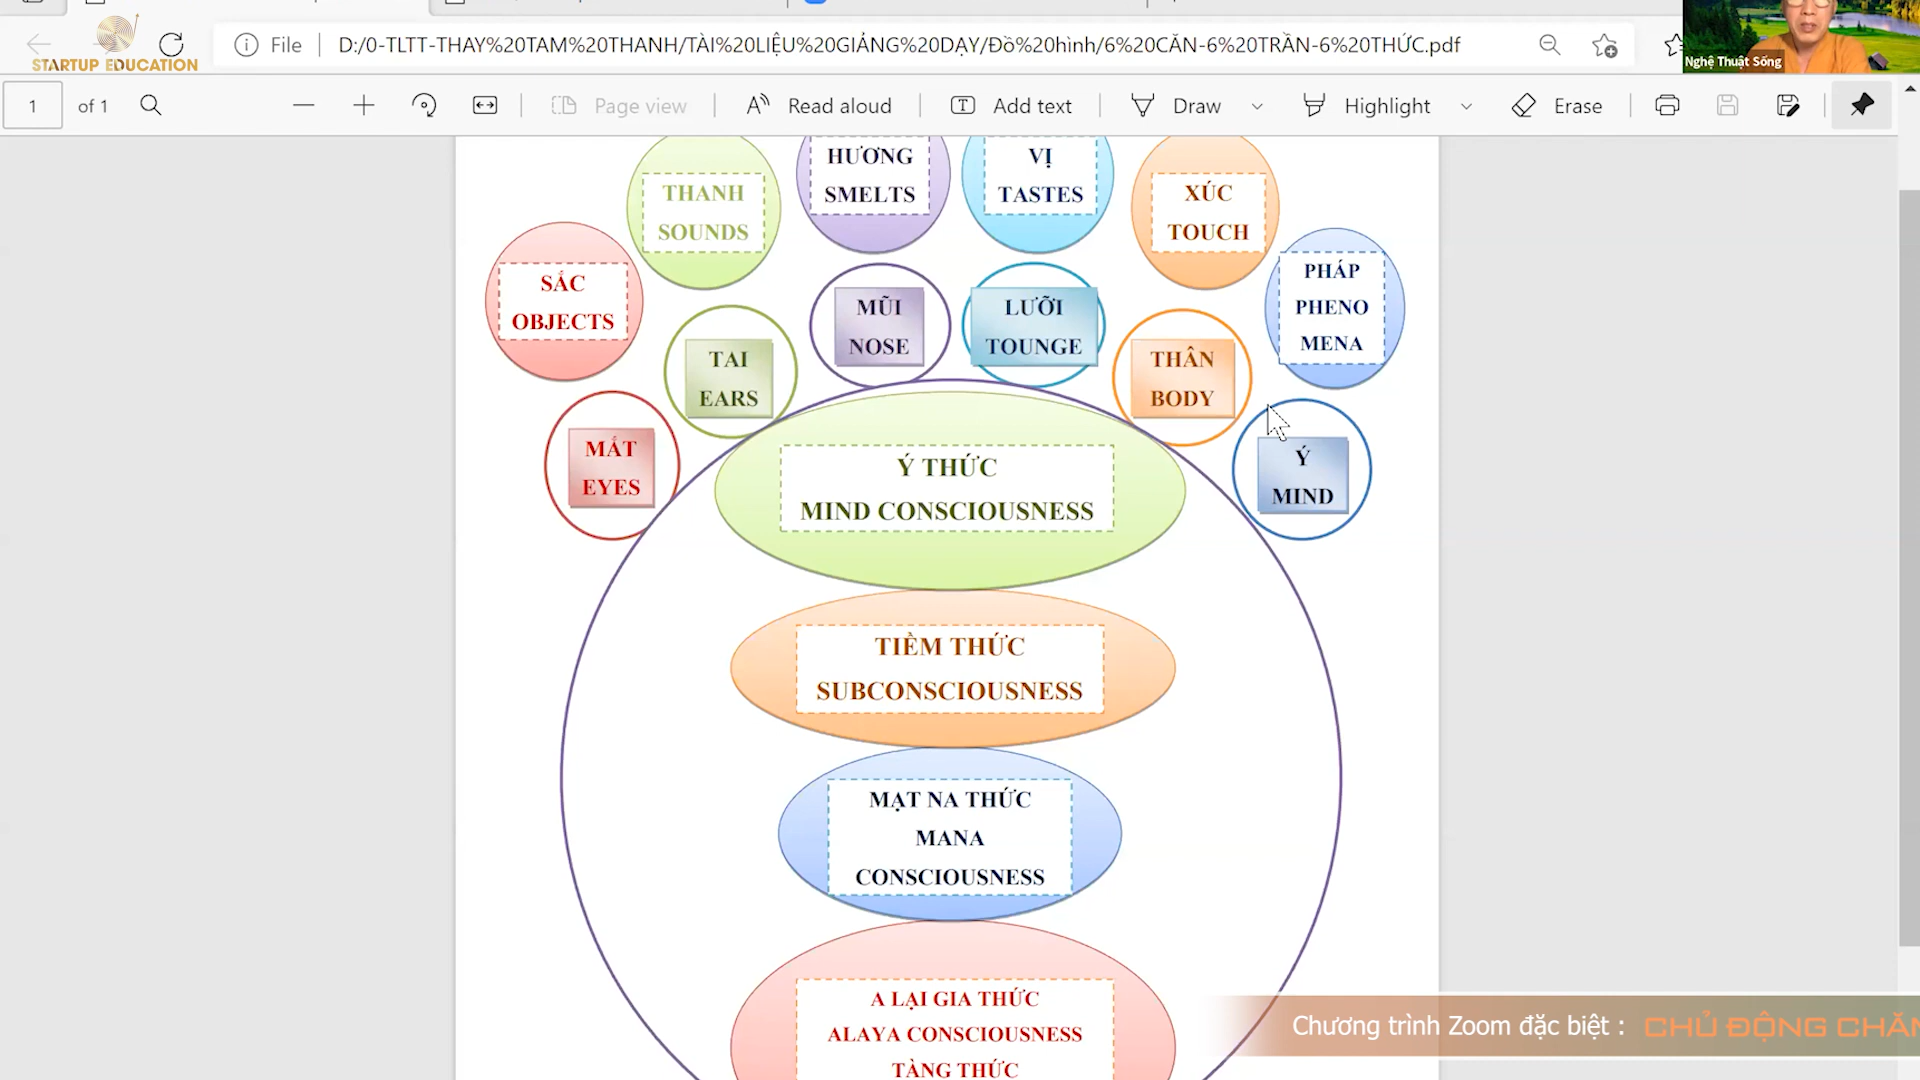 File
D:/0-TLTT-THAY%20TAM%20THANH/TÀI%20LIỆU%20GIẢNG%20DẠY/Đồ%20hình/6%20CĂN-6%20TRẦN-6%20THỨC.pdf
STARTUP EDUCATION
Nghệ Thuật Sống
1 of 1
Page view
Read aloud
Add text
Draw
Highlight
Erase
HƯƠNG
SMELTS
VỊ
TASTES
THANH
SOUNDS
XÚC
TOUCH
SẮC
OBJECTS
PHÁP
PHENO
MENA
MŨI
NOSE
LƯỠI
TOUNGE
TAI
EARS
THÂN
BODY
MẮT
EYES
Ý
MIND
Ý THỨC
MIND CONSCIOUSNESS
TIỀM THỨC
SUBCONSCIOUSNESS
MẠT NA THỨC
MANA
CONSCIOUSNESS
A LẠI GIA THỨC
ALAYA CONSCIOUSNESS
TÀNG THỨC
Chương trình Zoom đặc biệt : CHỦ ĐỘNG CHĂ